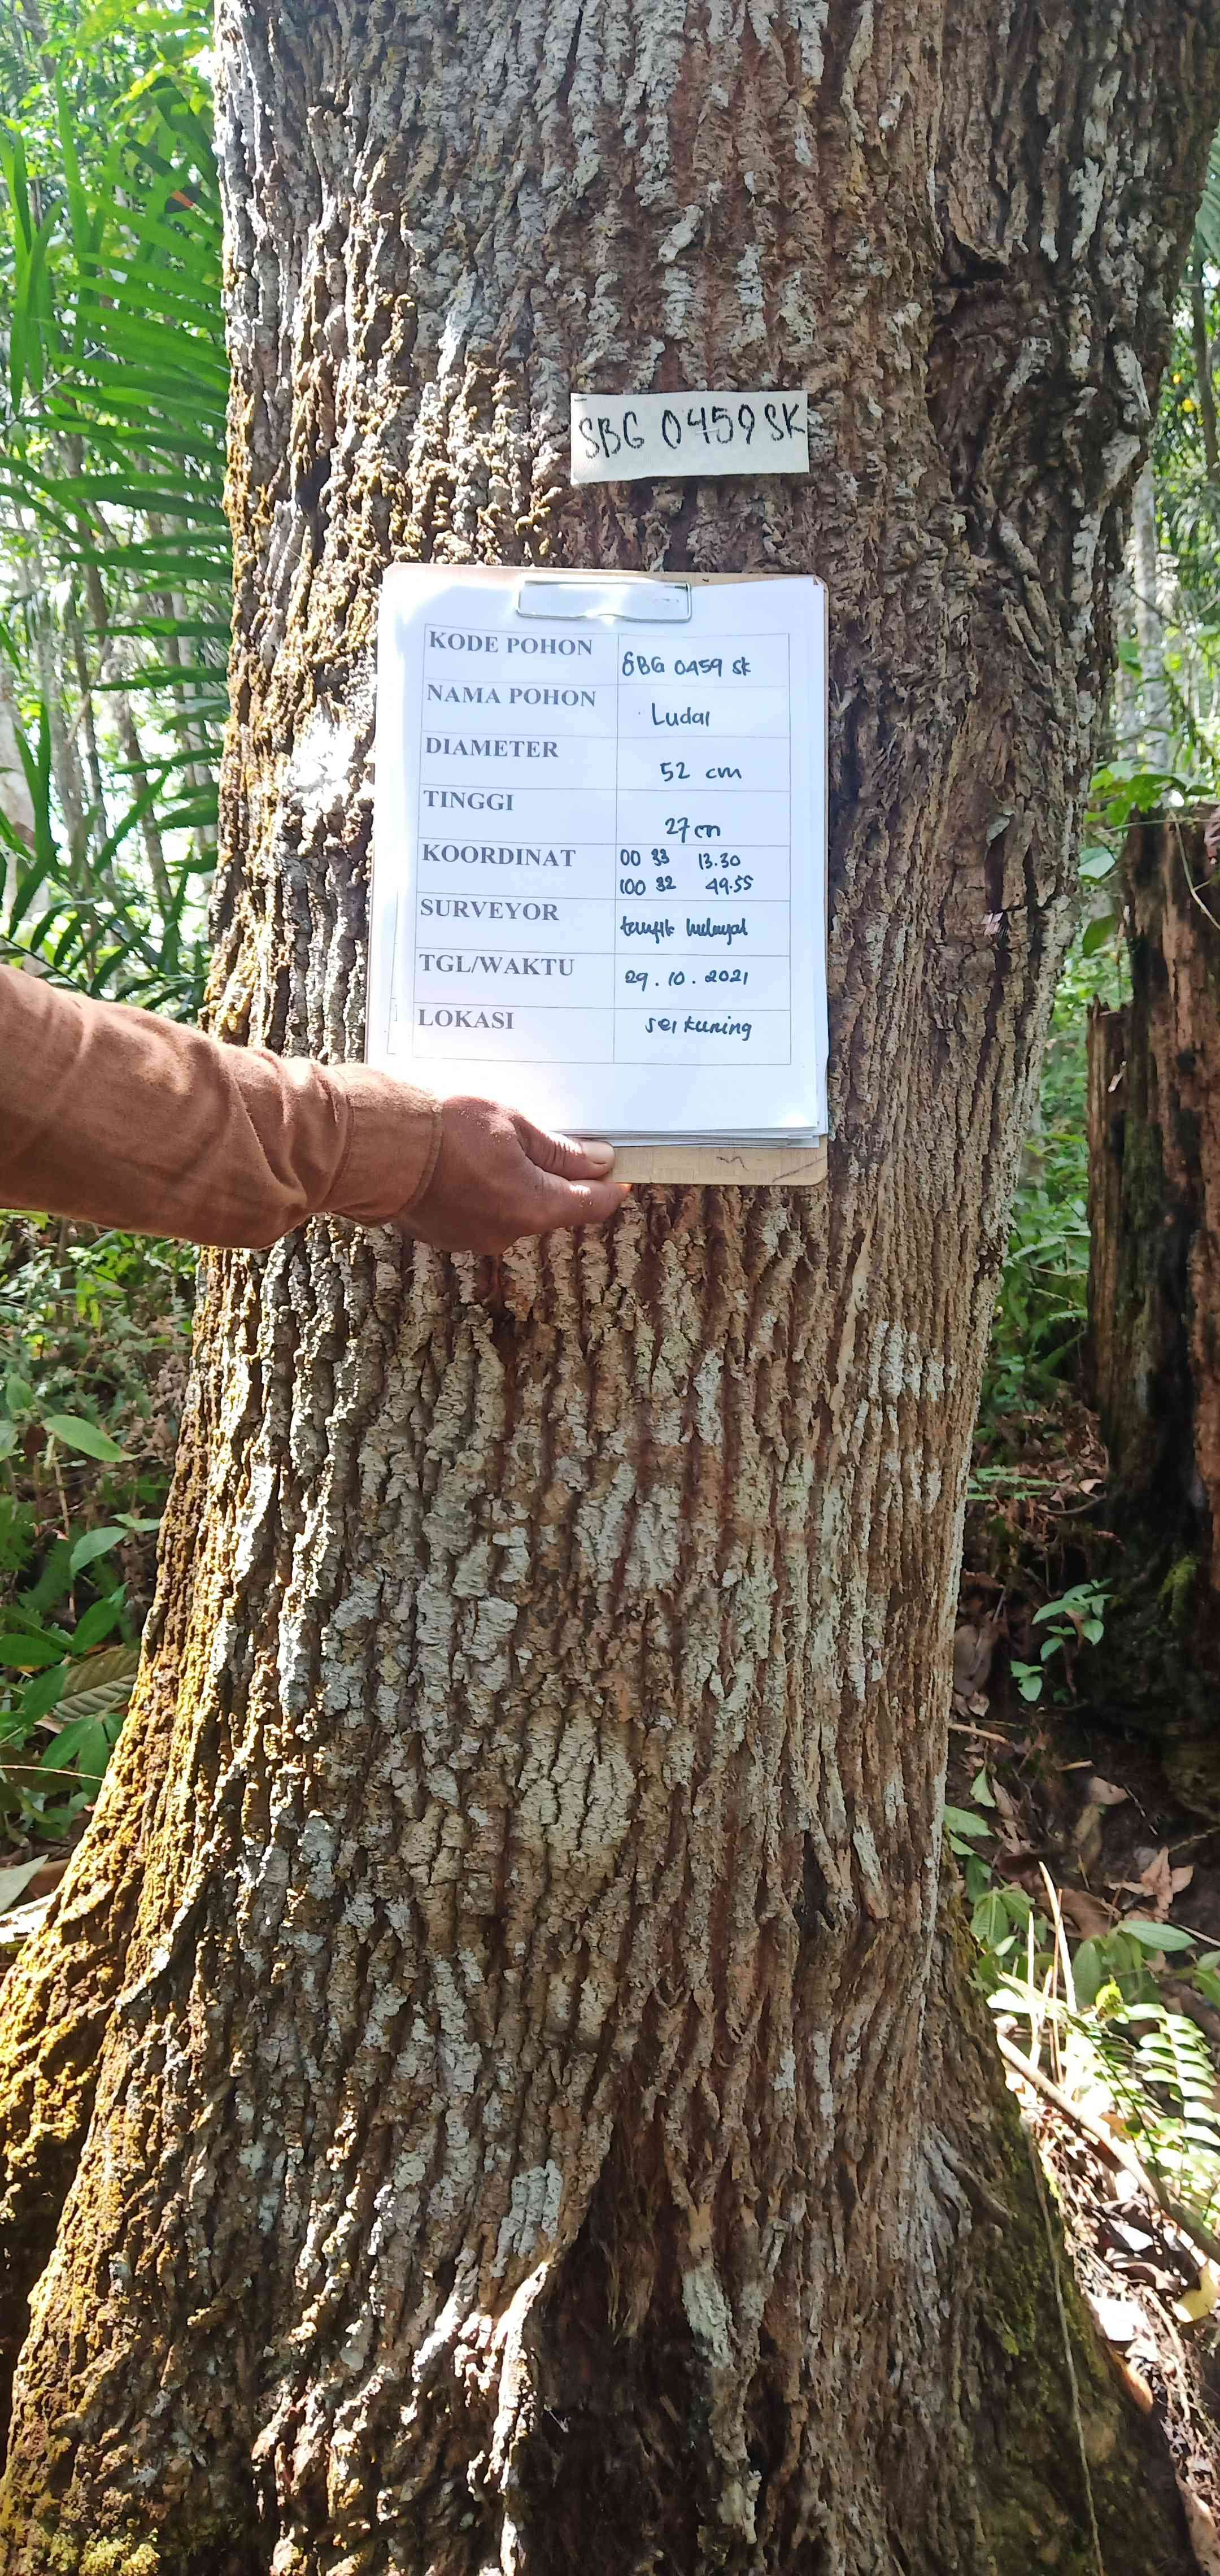 SBG 0459 SK
KODE POHON SBG 0459 SK
NAMA POHON Ludai
DIAMETER 52 cm
TINGGI 27 cm
KOORDINAT 00 33 13.30
100 32 49.55
SURVEYOR taufik hidayat
TGL/WAKTU 29.10.2021
LOKASI sei kuning